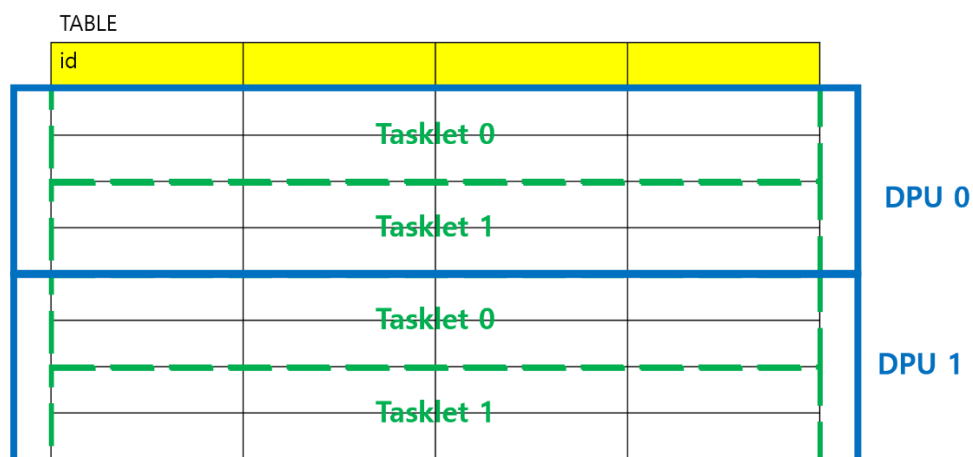 TABLE
id
Tasklet 0
DPU 0
Tasklet 1
Tasklet 0
DPU 1
Tasklet 1